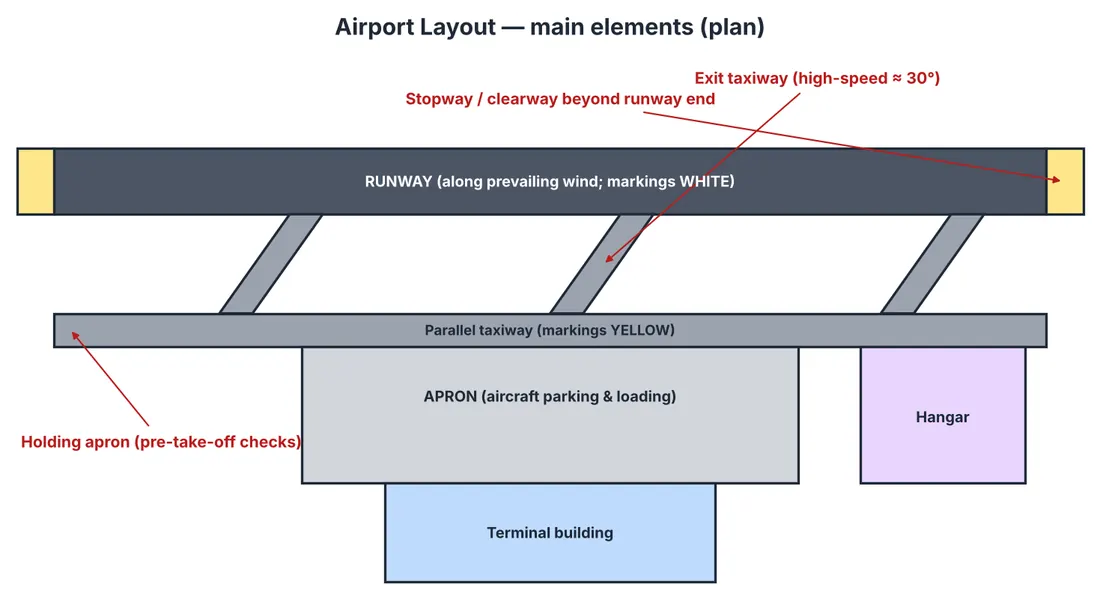 Airport Layout — main elements (plan)
Exit taxiway (high-speed ≈ 30°)
Stopway / clearway beyond runway end
RUNWAY (along prevailing wind; markings WHITE)
Parallel taxiway (markings YELLOW)
APRON (aircraft parking & loading)
Hangar
Holding apron (pre-take-off checks)
Terminal building